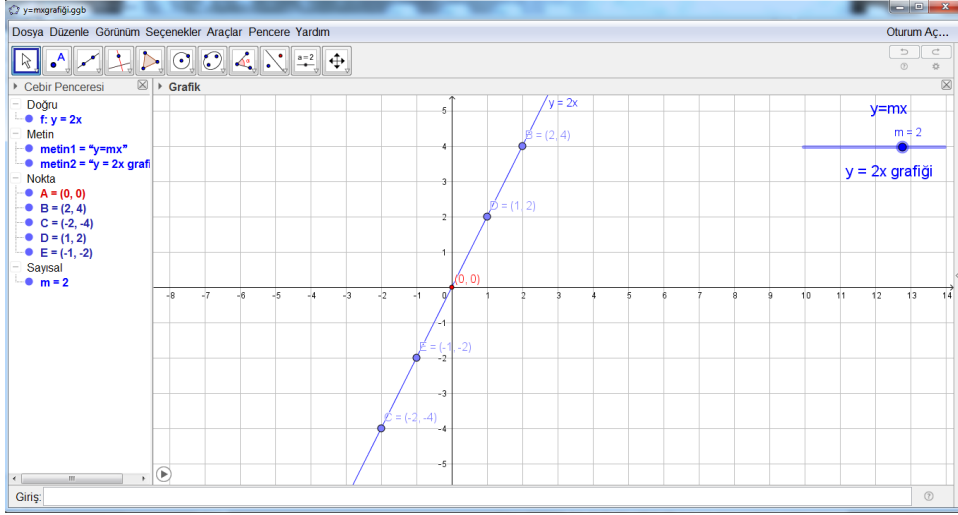 y=mxgrafiği.ggb
Dosya Düzenle Görünüm Seçenekler Araçlar Pencere Yardım
Oturum Aç...
A
a = 2
Cebir Penceresi
Grafik
Doğru
f: y = 2x
Metin
metin1 = "y=mx"
metin2 = "y = 2x grafi
Nokta
A = (0, 0)
B = (2, 4)
C = (-2, -4)
D = (1, 2)
E = (-1, -2)
Sayısal
m = 2
y = 2x
y=mx
m = 2
y = 2x grafiği
B = (2, 4)
D = (1, 2)
(0, 0)
E = (-1, -2)
C = (-2, -4)
5
4
3
2
1
-8 -7 -6 -5 -4 -3 -2 -1 0 1 2 3 4 5 6 7 8 9 10 11 12 13 14
-1
-2
-3
-4
-5
Giriş: